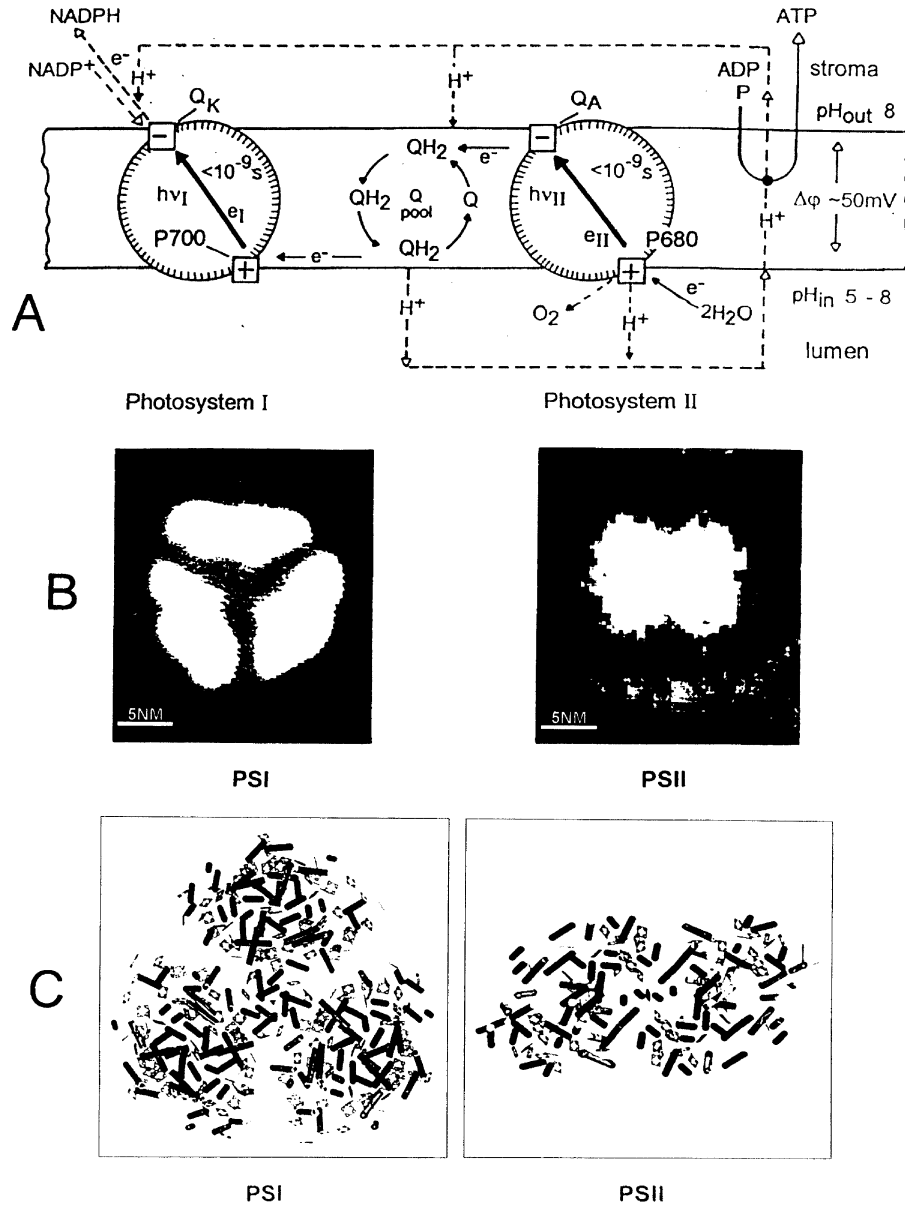 NADPH
e⁻
NADP⁺
H⁺
H⁺
ATP
ADP
P
stroma
pHout 8
QK
QA
<10⁻⁹s
hνI
eI
P700
QH2
e⁻
QH2
Q
pool
Q
QH2
e⁻
<10⁻⁹s
hνII
eII
P680
H⁺
Δφ ~50mV
A
H⁺
O2
H⁺
e⁻
2H2O
pHin 5 - 8
lumen
Photosystem I
Photosystem II
B
5NM
5NM
PSI
PSII
C
PSI
PSII